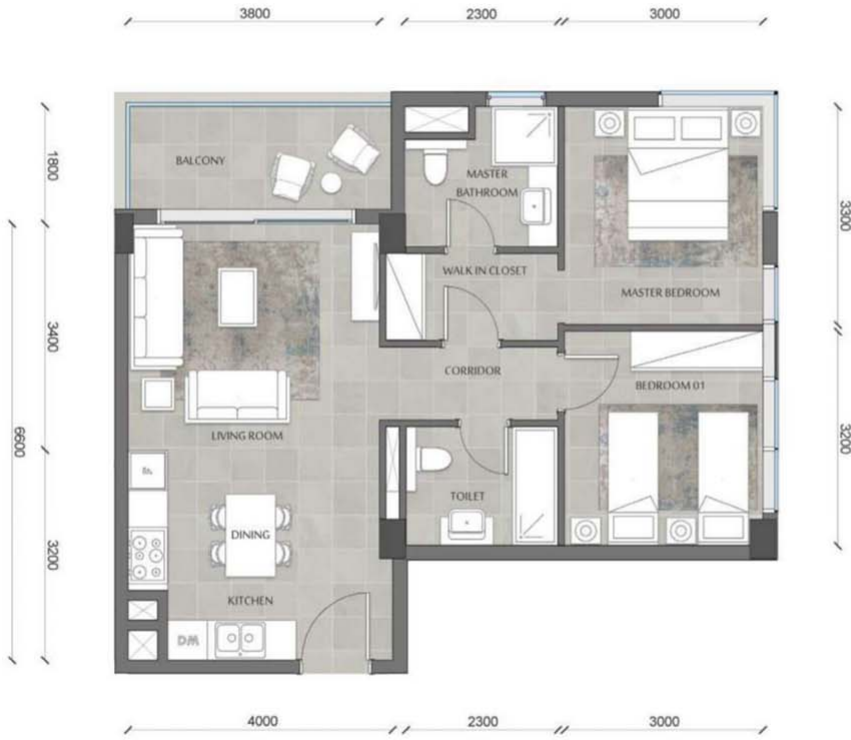 3800
2300
3000
1800
BALCONY
MASTER
BATHROOM
3300
WALK IN CLOSET
MASTER BEDROOM
3400
CORRIDOR
BEDROOM 01
6600
LIVING ROOM
3200
TOILET
DINING
3200
KITCHEN
DM
4000
2300
3000